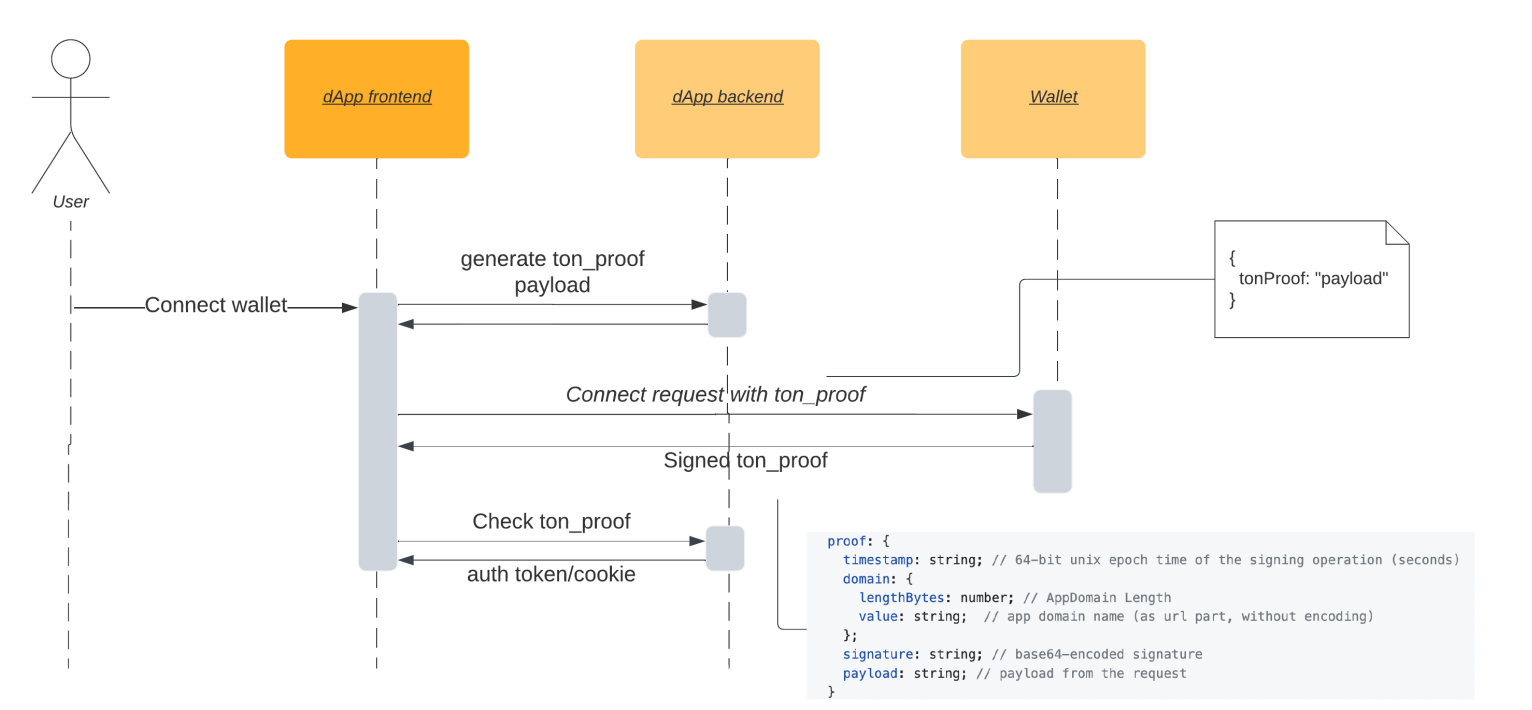 dApp frontend
dApp backend
Wallet
User
generate ton_proof
payload
Connect wallet
{
tonProof: "payload"
}
Connect request with ton_proof
Signed ton_proof
Check ton_proof
auth token/cookie
proof: {
timestamp: string; // 64-bit unix epoch time of the signing operation (seconds)
domain: {
lengthBytes: number; // AppDomain Length
value: string;  // app domain name (as url part, without encoding)
};
signature: string; // base64-encoded signature
payload: string; // payload from the request
}